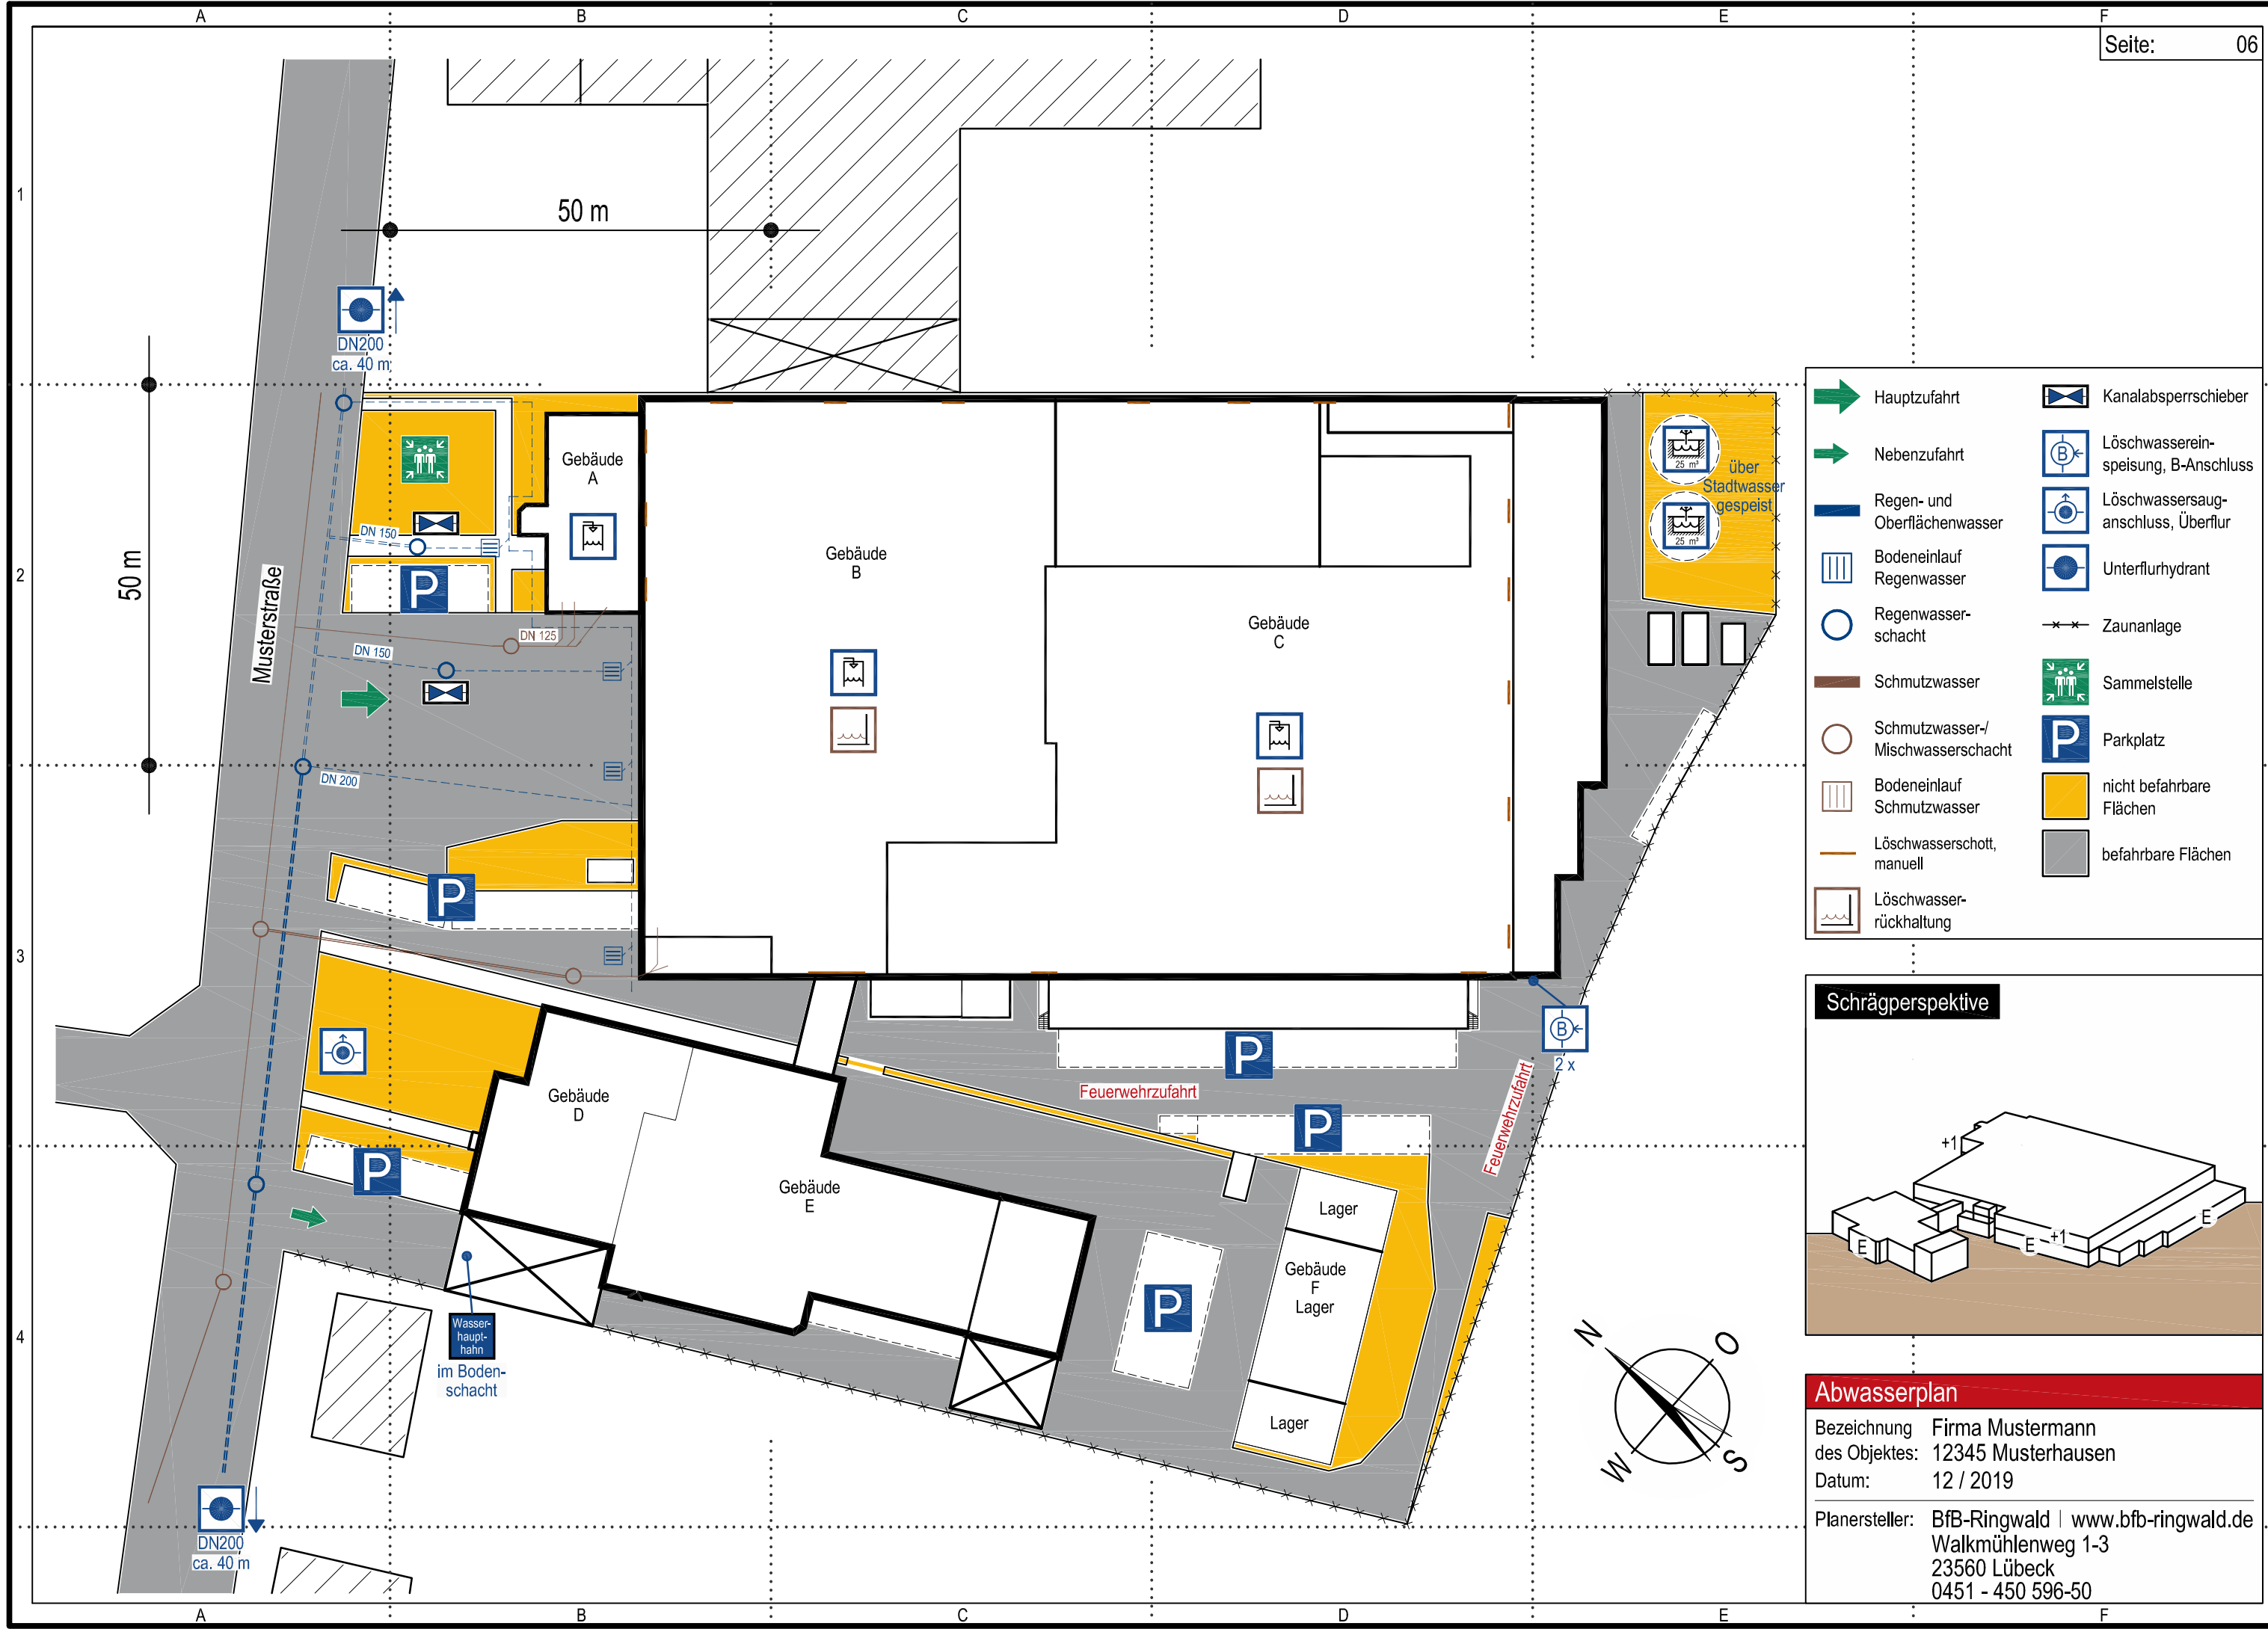 A B C D E F
Seite: 06
1
50 m
DN200
ca. 40 m
Hauptzufahrt
Kanalabsperrschieber
Nebenzufahrt
Löschwasserein-
speisung, B-Anschluss
B
Regen- und
Oberflächenwasser
Löschwassersaug-
anschluss, Überflur
Bodeneinlauf
Regenwasser
Unterflurhydrant
Regenwasser-
schacht
Zaunanlage
Schmutzwasser
Sammelstelle
Schmutzwasser-/
Mischwasserschacht
P
Parkplatz
Bodeneinlauf
Schmutzwasser
nicht befahrbare
Flächen
Löschwasserschott,
manuell
befahrbare Flächen
Löschwasser-
rückhaltung
Gebäude
A
25 m³
über
Stadtwasser
gespeist
25 m³
DN 150
Gebäude
B
2
50 m
P
Musterstraße
Gebäude
C
DN 125
DN 150
DN 200
P
3
Schrägperspektive
+1
E
E
+1
E
B
2 x
P
Feuerwehrzufahrt
Gebäude
D
P
Feuerwehrzufahrt
P
Gebäude
E
Lager
Gebäude
F
Lager
P
Lager
4
Wasser-
haupt-
hahn
im Boden-
schacht
N
O
W
S
Abwasserplan
Bezeichnung
des Objektes:
Firma Mustermann
12345 Musterhausen
Datum: 12 / 2019
Planersteller: BfB-Ringwald | www.bfb-ringwald.de
Walkmühlenweg 1-3
23560 Lübeck
0451 - 450 596-50
DN200
ca. 40 m
A B C D E F